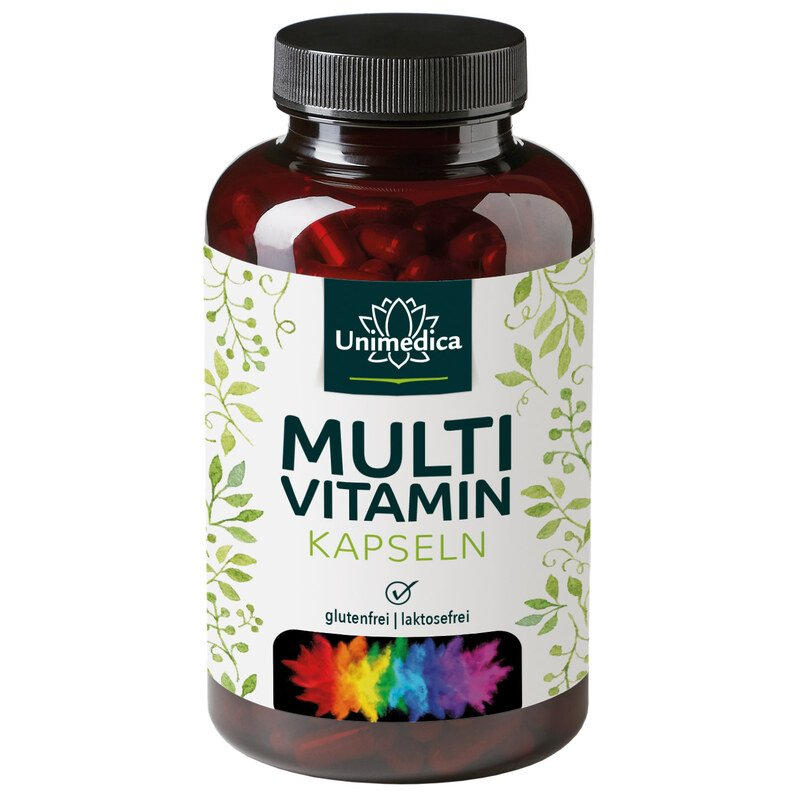 Unimedica
MULTI
VITAMIN
KAPSELN
glutenfrei | laktosefrei